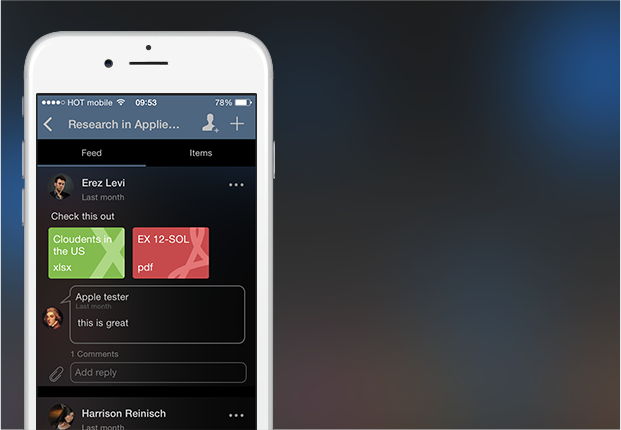 HOT mobile 09:53 78%
Research in Applie...
Feed Items
Erez Levi
Last month
Check this out
Cloudents in
the US
xlsx
EX 12-SOL
pdf
Apple tester
Last month
this is great
1 Comments
Add reply
Harrison Reinisch
Last month